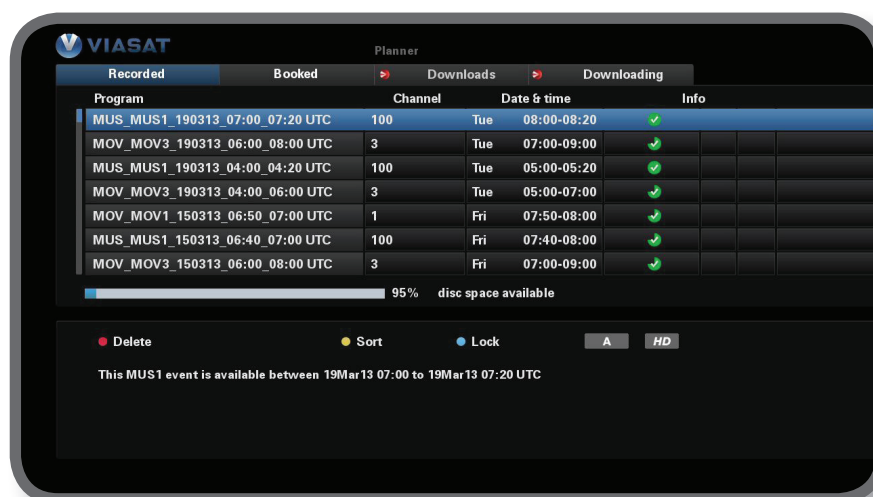 VIASAT
Planner
Recorded Booked Downloads Downloading
Program Channel Date & time Info
MUS_MUS1_190313_07:00_07:20 UTC 100 Tue 08:00-08:20
MOV_MOV3_190313_06:00_08:00 UTC 3 Tue 07:00-09:00
MUS_MUS1_190313_04:00_04:20 UTC 100 Tue 05:00-05:20
MOV_MOV3_190313_04:00_06:00 UTC 3 Tue 05:00-07:00
MOV_MOV1_150313_06:50_07:00 UTC 1 Fri 07:50-08:00
MUS_MUS1_150313_06:40_07:00 UTC 100 Fri 07:40-08:00
MOV_MOV3_150313_06:00_08:00 UTC 3 Fri 07:00-09:00
95% disc space available
Delete Sort Lock A HD
This MUS1 event is available between 19Mar13 07:00 to 19Mar13 07:20 UTC